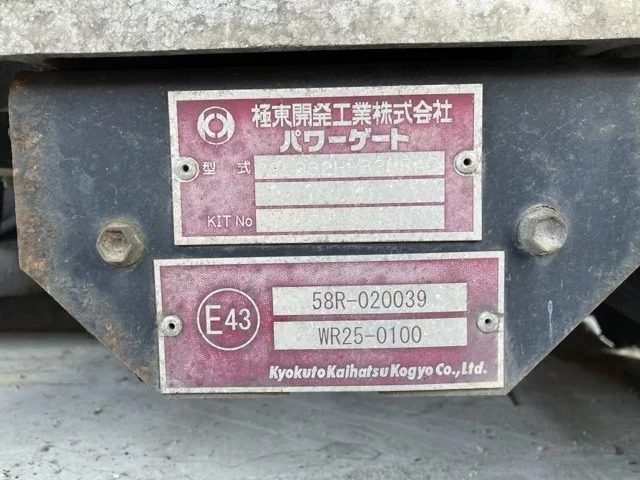 極東開発工業株式会社
パワーゲート
型式
KIT No
E43
58R-020039
WR25-0100
Kyokuto Kaihatsu Kogyo Co., Ltd.